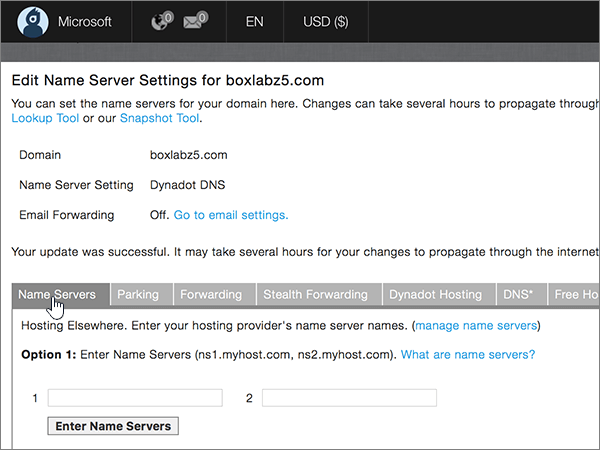 Microsoft 0 0 EN USD ($)
Edit Name Server Settings for boxlabz5.com
You can set the name servers for your domain here. Changes can take several hours to propagate through
Lookup Tool or our Snapshot Tool.
Domain boxlabz5.com
Name Server Setting Dynadot DNS
Email Forwarding Off. Go to email settings.
Your update was successful. It may take several hours for your changes to propagate through the internet
Name Servers Parking Forwarding Stealth Forwarding Dynadot Hosting DNS* Free Ho
Hosting Elsewhere. Enter your hosting provider's name server names. (manage name servers)
Option 1: Enter Name Servers (ns1.myhost.com, ns2.myhost.com). What are name servers?
1 2
Enter Name Servers